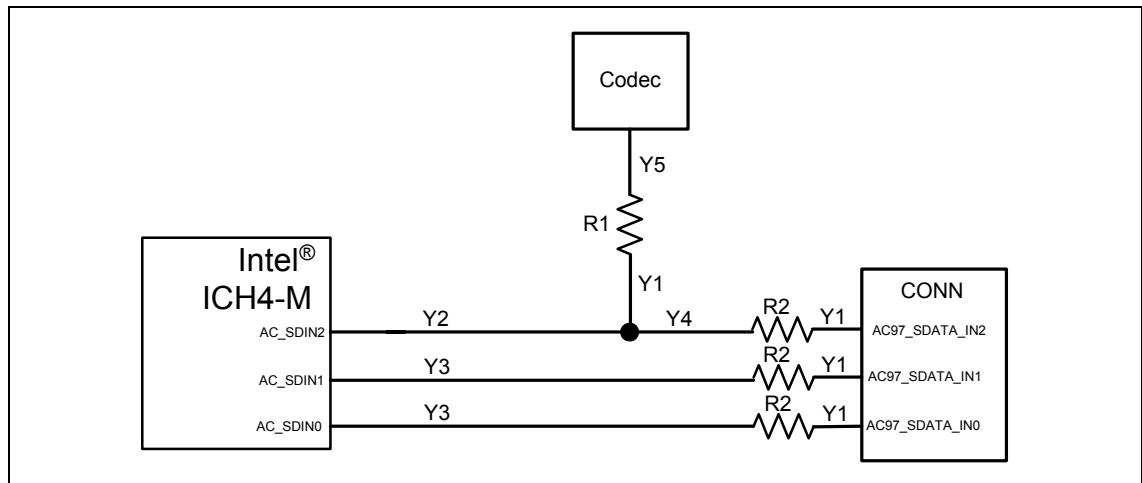 Codec
Y5
R1
Y1
Intel®
ICH4-M
CONN
AC_SDIN2
Y2
Y4
R2
Y1
AC97_SDATA_IN2
AC_SDIN1
Y3
R2
Y1
AC97_SDATA_IN1
AC_SDIN0
Y3
R2
Y1
AC97_SDATA_IN0